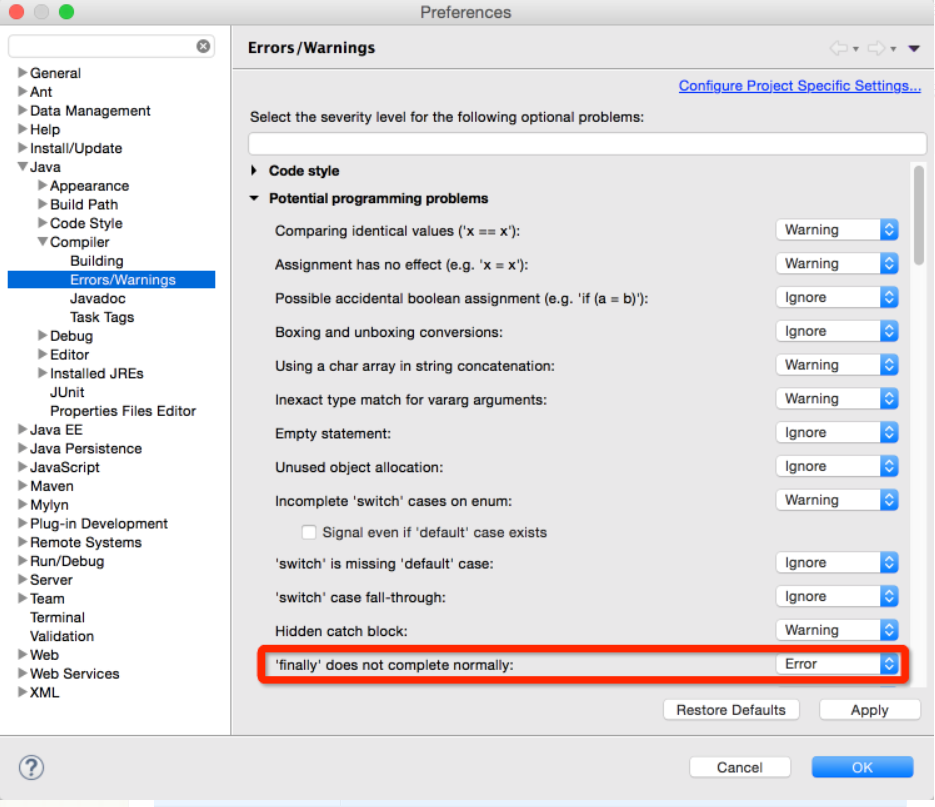 Preferences
General
Ant
Data Management
Help
Install/Update
Java
Appearance
Build Path
Code Style
Compiler
Building
Errors/Warnings
Javadoc
Task Tags
Debug
Editor
Installed JREs
JUnit
Properties Files Editor
Java EE
Java Persistence
JavaScript
Maven
Mylyn
Plug-in Development
Remote Systems
Run/Debug
Server
Team
Terminal
Validation
Web
Web Services
XML
Errors/Warnings
Configure Project Specific Settings...
Select the severity level for the following optional problems:
Code style
Potential programming problems
Comparing identical values ('x == x'): Warning
Assignment has no effect (e.g. 'x = x'): Warning
Possible accidental boolean assignment (e.g. 'if (a = b)'): Ignore
Boxing and unboxing conversions: Ignore
Using a char array in string concatenation: Warning
Inexact type match for vararg arguments: Warning
Empty statement: Ignore
Unused object allocation: Ignore
Incomplete 'switch' cases on enum: Warning
Signal even if 'default' case exists
'switch' is missing 'default' case: Ignore
'switch' case fall-through: Ignore
Hidden catch block: Warning
'finally' does not complete normally: Error
Restore Defaults Apply
? Cancel OK